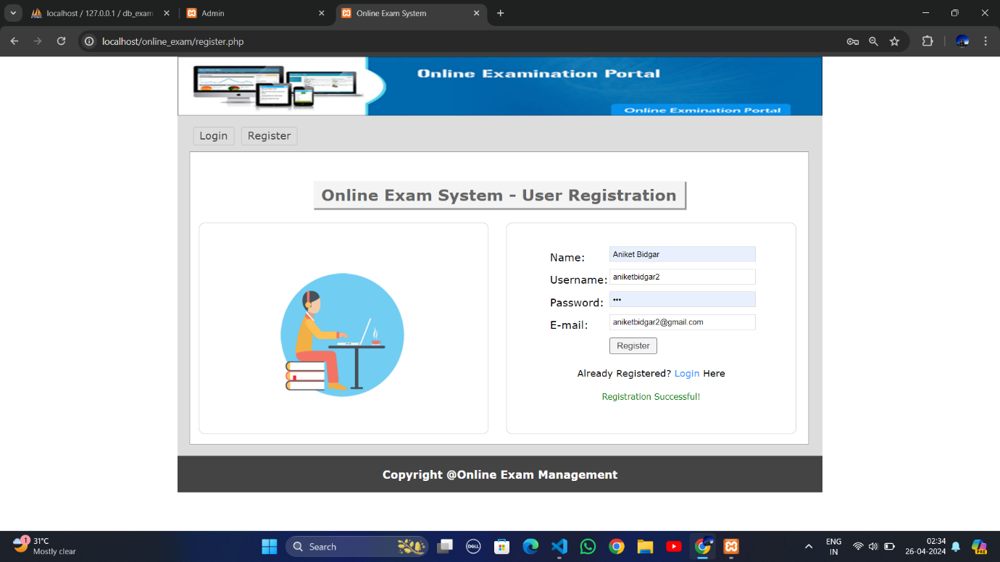 localhost / 127.0.0.1 / db_exam
Admin
Online Exam System
localhost/online_exam/register.php
Online Examination Portal
Online Exmination Portal
Login
Register
Online Exam System - User Registration
Name:
Aniket Bidgar
Username:
aniketbidgar2
Password:
•••
E-mail:
aniketbidgar2@gmail.com
Register
Already Registered? Login Here
Registration Successful!
Copyright @Online Exam Management
1
31°C
Mostly clear
Search
DELL
PRE
ENG
IN
02:34
26-04-2024